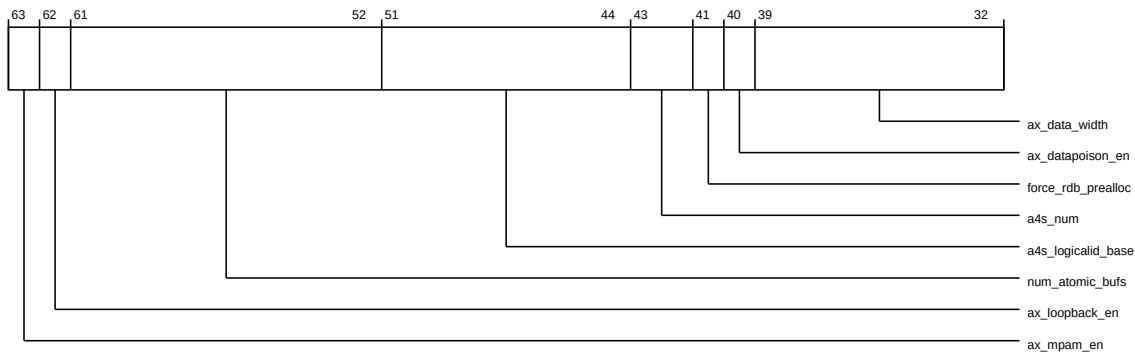 63 62 61 52 51 44 43 41 40 39 32
ax_data_width
ax_datapoison_en
force_rdb_prealloc
a4s_num
a4s_logicalid_base
num_atomic_bufs
ax_loopback_en
ax_mpam_en